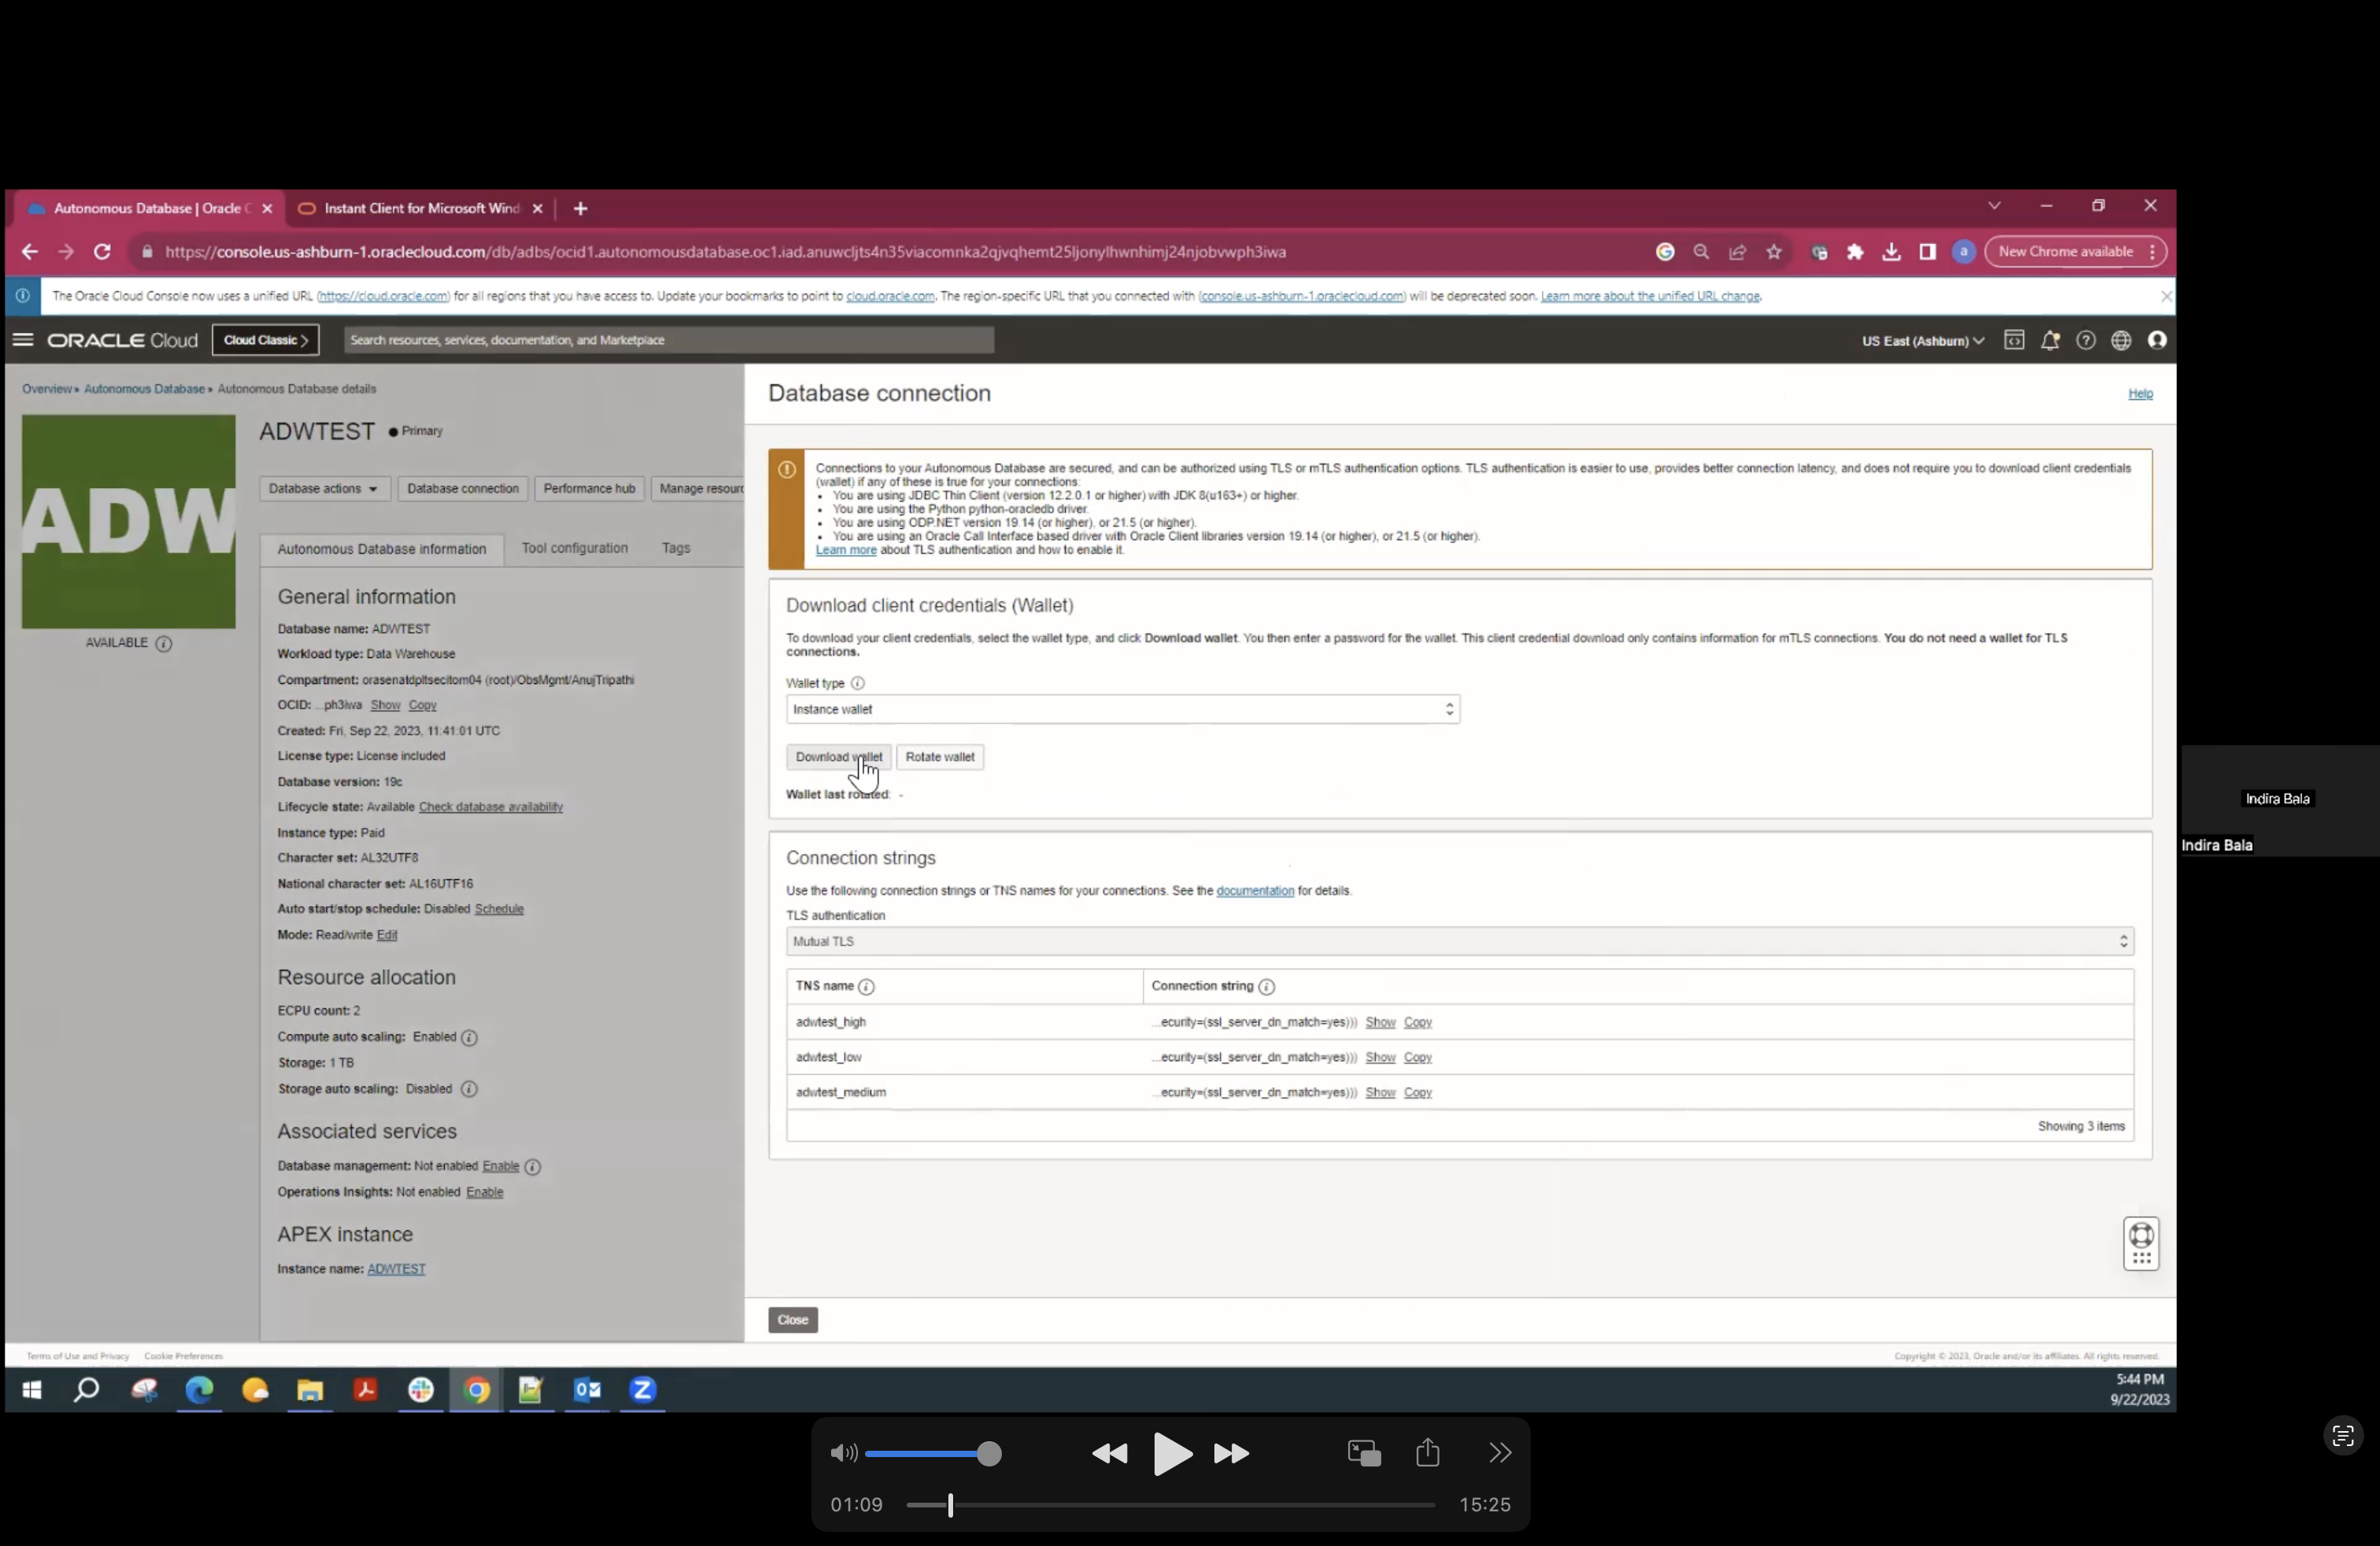 Autonomous Database | Oracle C
Instant Client for Microsoft Wind
https://console.us-ashburn-1.oraclecloud.com/db/adbs/ocid1.autonomousdatabase.oc1.iad.anuwcljts4n35viacomnka2qjvqhemt25ljonylhwnhimj24njobvwph3iwa
a
New Chrome available
The Oracle Cloud Console now uses a unified URL (https://cloud.oracle.com) for all regions that you have access to. Update your bookmarks to point to cloud.oracle.com. The region-specific URL that you connected with (console.us-ashburn-1.oraclecloud.com) will be deprecated soon. Learn more about the unified URL change.
ORACLE Cloud
Cloud Classic >
Search resources, services, documentation, and Marketplace
US East (Ashburn)
Overview » Autonomous Database » Autonomous Database details
ADW
AVAILABLE
ADWTEST
Primary
Database actions
Database connection
Performance hub
Manage resourc
Autonomous Database information
Tool configuration
Tags
General information
Database name: ADWTEST
Workload type: Data Warehouse
Compartment: orasenatdpltsecitom04 (root)/ObsMgmt/AnujTripathi
OCID: ...ph3iwa Show Copy
Created: Fri, Sep 22, 2023, 11:41:01 UTC
License type: License included
Database version: 19c
Lifecycle state: Available Check database availability
Instance type: Paid
Character set: AL32UTF8
National character set: AL16UTF16
Auto start/stop schedule: Disabled Schedule
Mode: Read/write Edit
Resource allocation
ECPU count: 2
Compute auto scaling: Enabled
Storage: 1 TB
Storage auto scaling: Disabled
Associated services
Database management: Not enabled Enable
Operations Insights: Not enabled Enable
APEX instance
Instance name: ADWTEST
Database connection
Help
Connections to your Autonomous Database are secured, and can be authorized using TLS or mTLS authentication options. TLS authentication is easier to use, provides better connection latency, and does not require you to download client credentials
(wallet) if any of these is true for your connections:
• You are using JDBC Thin Client (version 12.2.0.1 or higher) with JDK 8(u163+) or higher.
• You are using the Python python-oracledb driver.
• You are using ODP.NET version 19.14 (or higher), or 21.5 (or higher).
• You are using an Oracle Call Interface based driver with Oracle Client libraries version 19.14 (or higher), or 21.5 (or higher).
Learn more about TLS authentication and how to enable it.
Download client credentials (Wallet)
To download your client credentials, select the wallet type, and click Download wallet. You then enter a password for the wallet. This client credential download only contains information for mTLS connections. You do not need a wallet for TLS
connections.
Wallet type
Instance wallet
Download wallet
Rotate wallet
Wallet last rotated: -
Connection strings
Use the following connection strings or TNS names for your connections. See the documentation for details.
TLS authentication
Mutual TLS
TNS name
Connection string
adwtest_high
...ecurity=(ssl_server_dn_match=yes))) Show Copy
adwtest_low
...ecurity=(ssl_server_dn_match=yes))) Show Copy
adwtest_medium
...ecurity=(ssl_server_dn_match=yes))) Show Copy
Showing 3 items
Close
Terms of Use and Privacy
Cookie Preferences
Copyright © 2023, Oracle and/or its affiliates. All rights reserved.
5:44 PM
9/22/2023
Indira Bala
Indira Bala
01:09
15:25